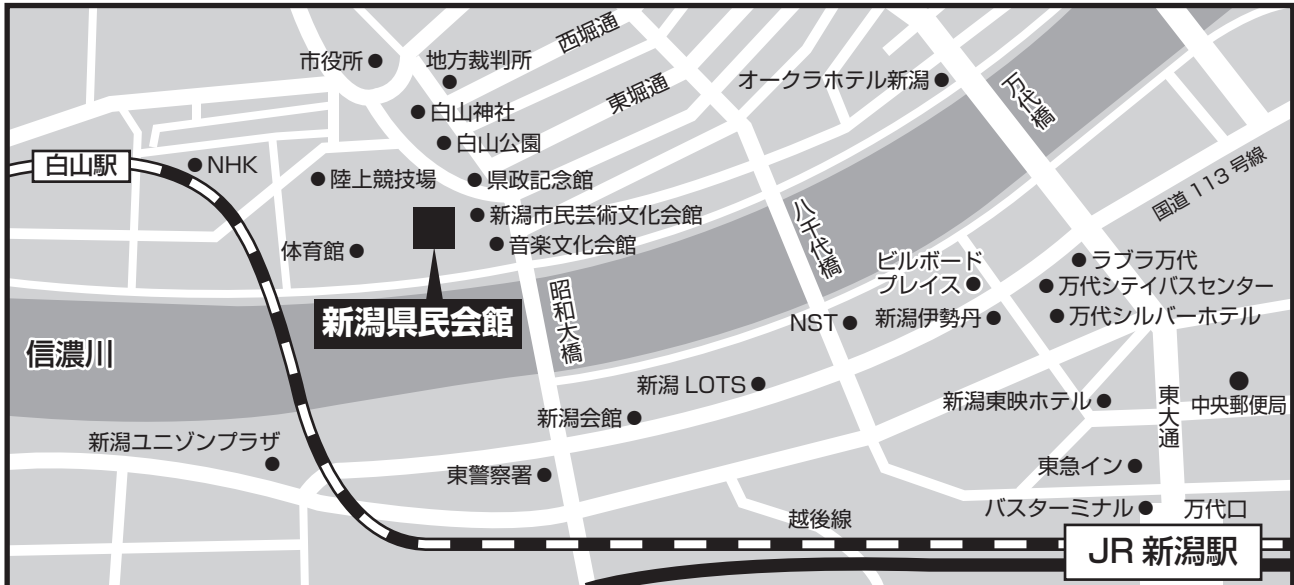 西堀通
市役所
地方裁判所
東堀通
オークラホテル新潟
万代橋
白山神社
白山公園
白山駅
NHK
陸上競技場
県政記念館
国道113号線
新潟市民芸術文化会館
音楽文化会館
体育館
八千代橋
ビルボード
プレイス
ラブラ万代
万代シテイバスセンター
新潟県民会館
昭和大橋
NST
新潟伊勢丹
万代シルバーホテル
信濃川
新潟LOTS
新潟会館
新潟東映ホテル
東大通
中央郵便局
新潟ユニゾンプラザ
東警察署
東急イン
バスターミナル
万代口
越後線
JR 新潟駅